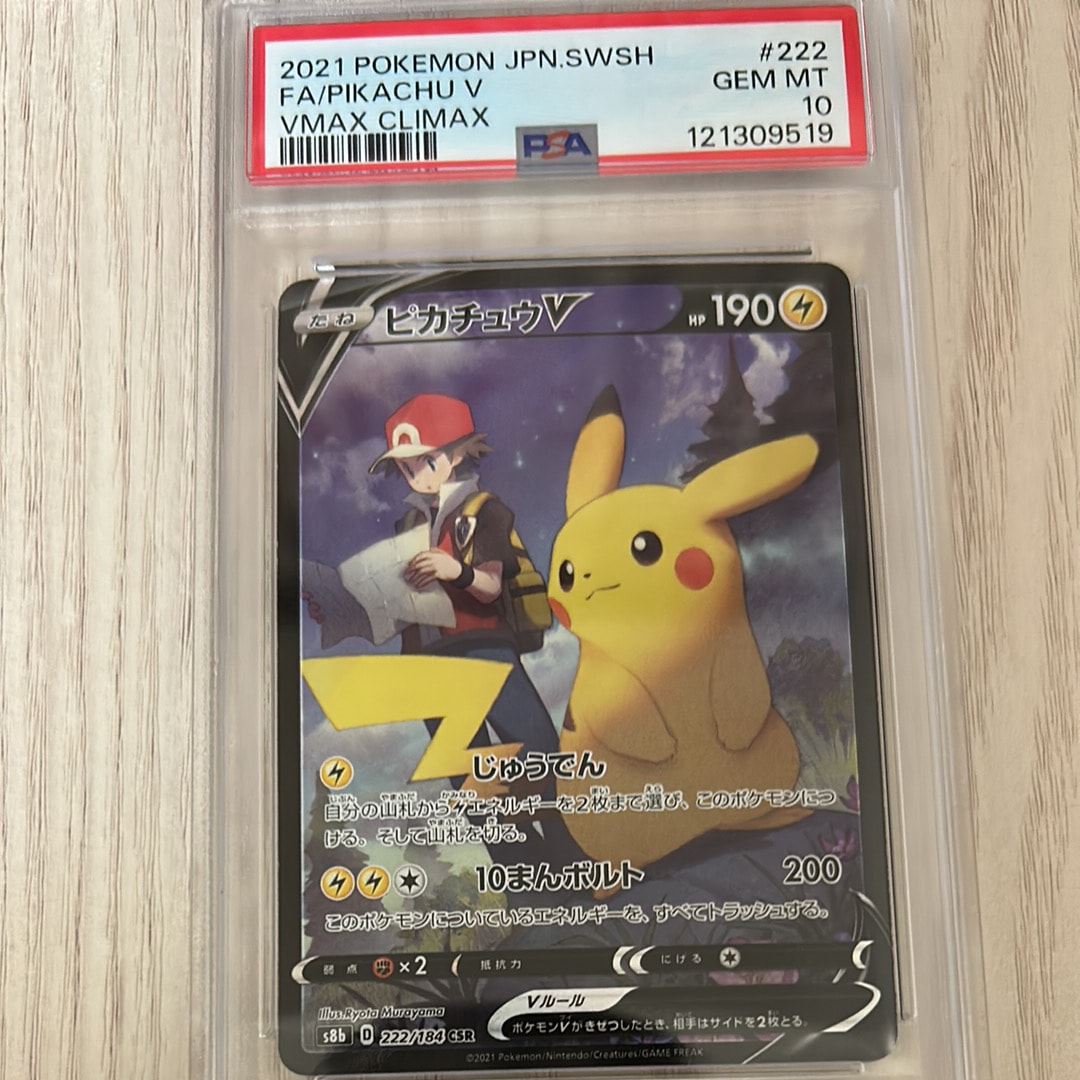 2021 POKEMON JPN.SWSH #222
FA/PIKACHU V GEM MT
VMAX CLIMAX 10
PSA 121309519
たね ピカチュウV HP 190
じゅうでん
自分の山札からエネルギーを2枚まで選び、このポケモンにつ
ける。そして山札を切る。
10まんボルト 200
このポケモンについているエネルギーを、すべてトラッシュする。
弱点 ×2 抵抗力 にげる
Vルール
ポケモンVがきぜつしたとき、相手はサイドを2枚とる。
Illus.Ryota Murayama
s8b D 222/184 CSR
©2021 Pokémon/Nintendo/Creatures/GAME FREAK